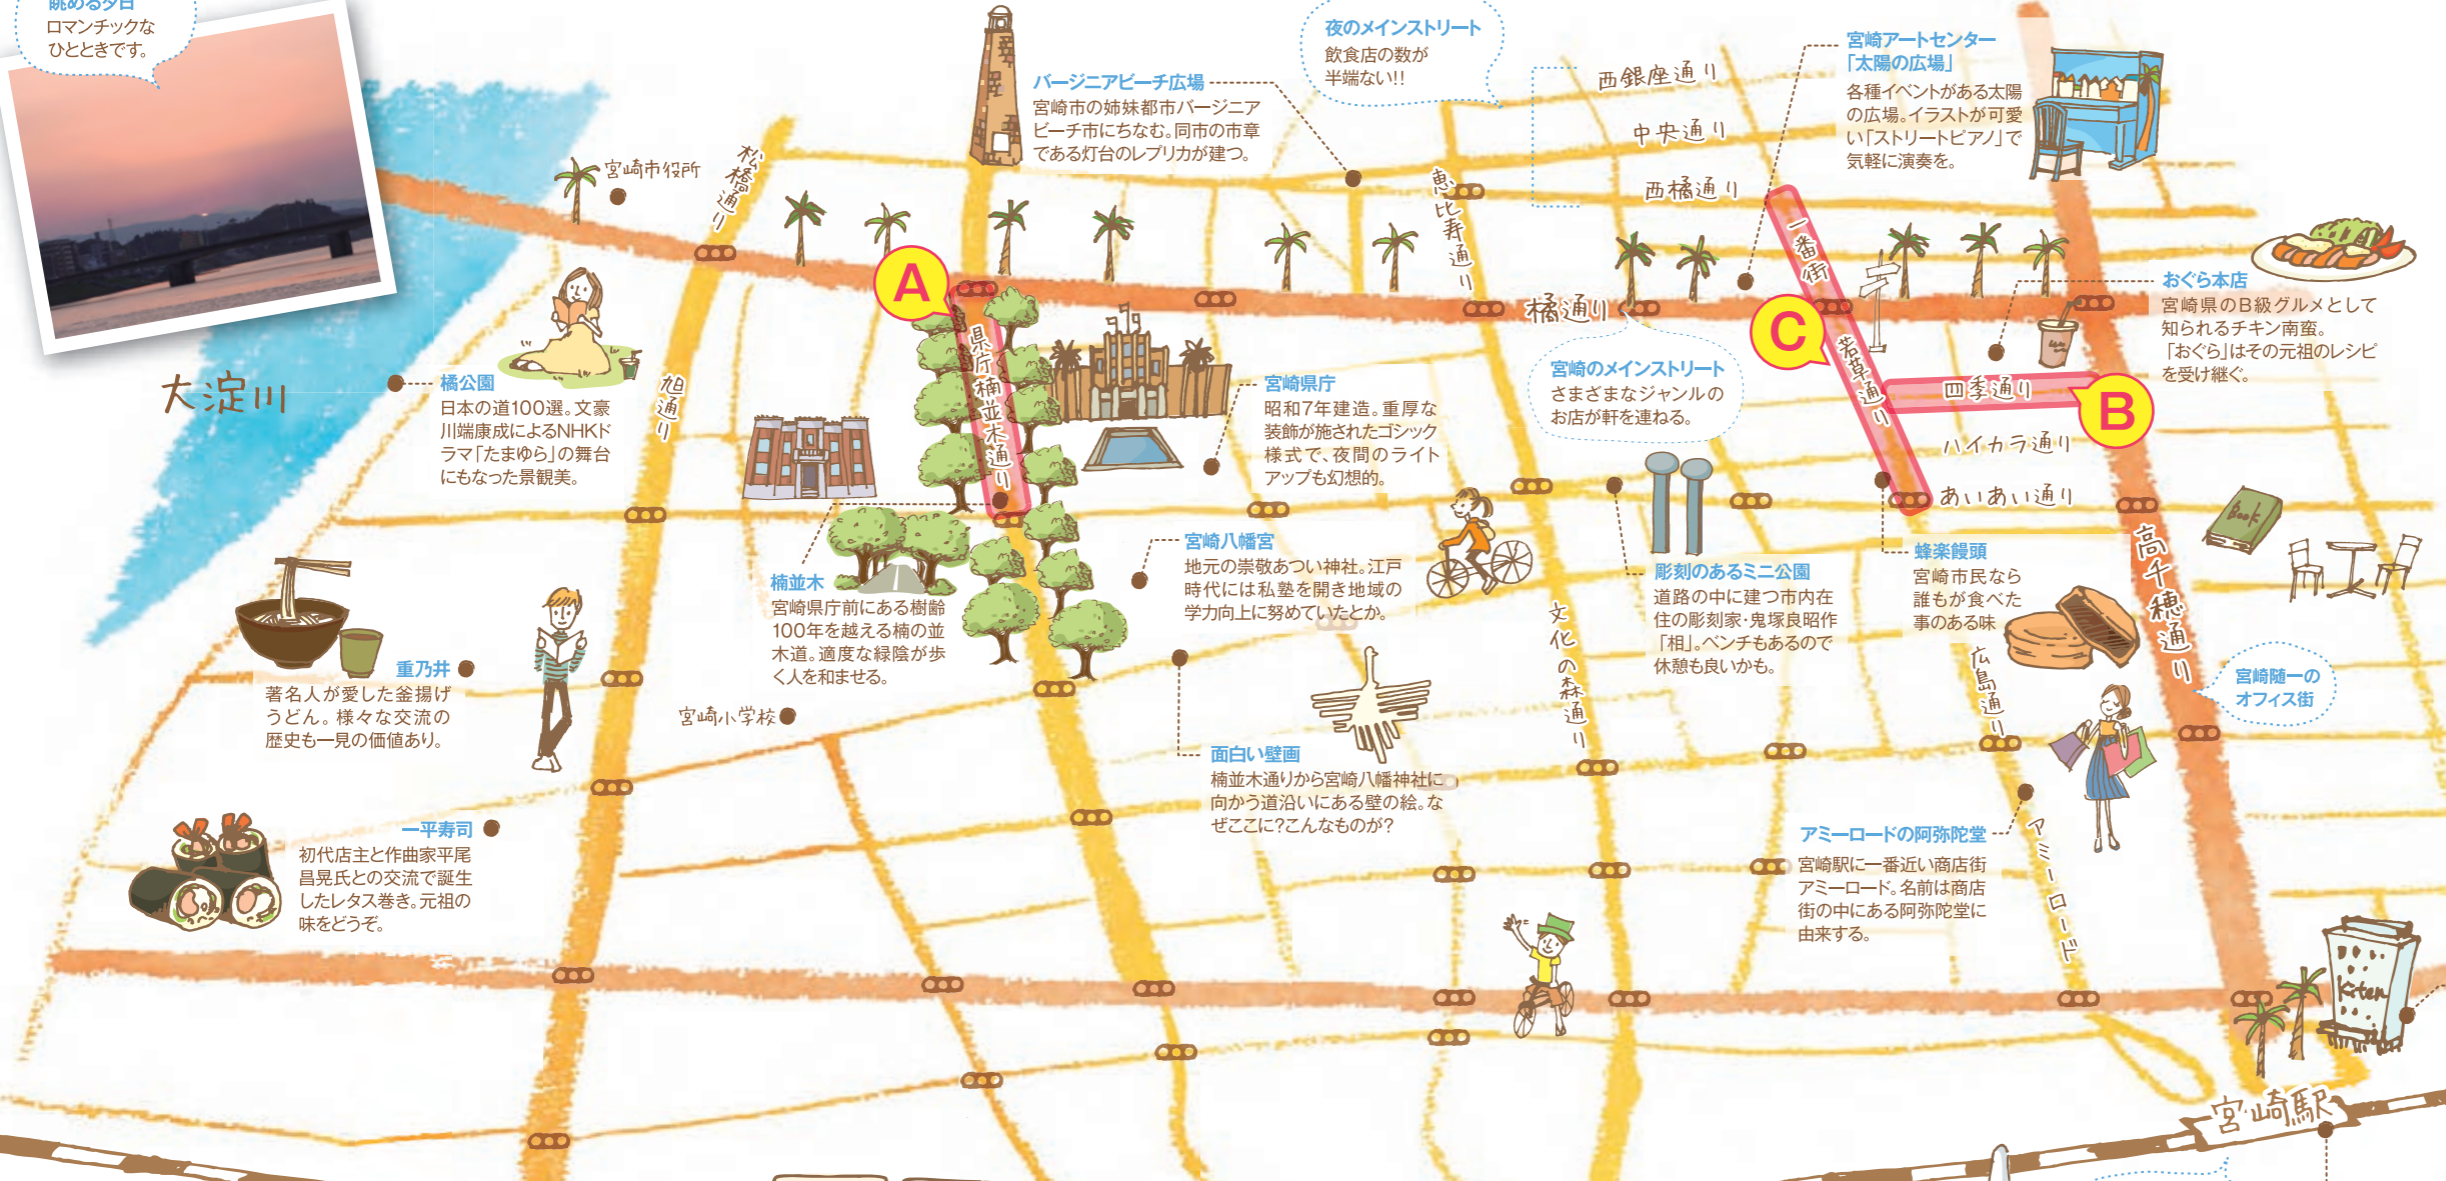 眺める夕日
ロマンチックな
ひとときです。
大淀川
宮崎市役所
松橋通り
バージニアビーチ広場
宮崎市の姉妹都市バージニア
ビーチ市にちなむ。同市の市章
である灯台のレプリカが建つ。
夜のメインストリート
飲食店の数が
半端ない!!
西銀座通り
中央通り
西橘通り
恵比寿通り
宮崎アートセンター
「太陽の広場」
各種イベントがある太陽
の広場。イラストが可愛
い「ストリートピアノ」で
気軽に演奏を。
一番街
A
県庁楠並木通り
橘通り
宮崎のメインストリート
さまざまなジャンルの
お店が軒を連ねる。
C
若草通り
四季通り
B
ハイカラ通り
あいあい通り
おぐら本店
宮崎県のB級グルメとして
知られるチキン南蛮。
「おぐら」はその元祖のレシピ
を受け継ぐ。
橘公園
日本の道100選。文豪
川端康成によるNHKド
ラマ「たまゆら」の舞台
にもなった景観美。
旭通り
宮崎県庁
昭和7年建造。重厚な
装飾が施されたゴシック
様式で、夜間のライト
アップも幻想的。
楠並木
宮崎県庁前にある樹齢
100年を越える楠の並
木道。適度な緑陰が歩
く人を和ませる。
宮崎八幡宮
地元の崇敬あつい神社。江戸
時代には私塾を開き地域の
学力向上に努めていたとか。
彫刻のあるミニ公園
道路の中に建つ市内在
住の彫刻家・鬼塚良昭作
「相」。ベンチもあるので
休憩も良いかも。
文化の森通り
蜂楽饅頭
宮崎市民なら
誰もが食べた
事のある味
広島通り
高千穂通り
Book
宮崎随一の
オフィス街
重乃井
著名人が愛した釜揚げ
うどん。様々な交流の
歴史も一見の価値あり。
宮崎小学校
面白い壁画
楠並木通りから宮崎八幡神社に
向かう道沿いにある壁の絵。な
ぜここに?こんなものが?
一平寿司
初代店主と作曲家平尾
昌晃氏との交流で誕生
したレタス巻き。元祖の
味をどうぞ。
アミーロードの阿弥陀堂
宮崎駅に一番近い商店街
アミーロード。名前は商店
街の中にある阿弥陀堂に
由来する。
アミーロード
Kiten
宮崎駅